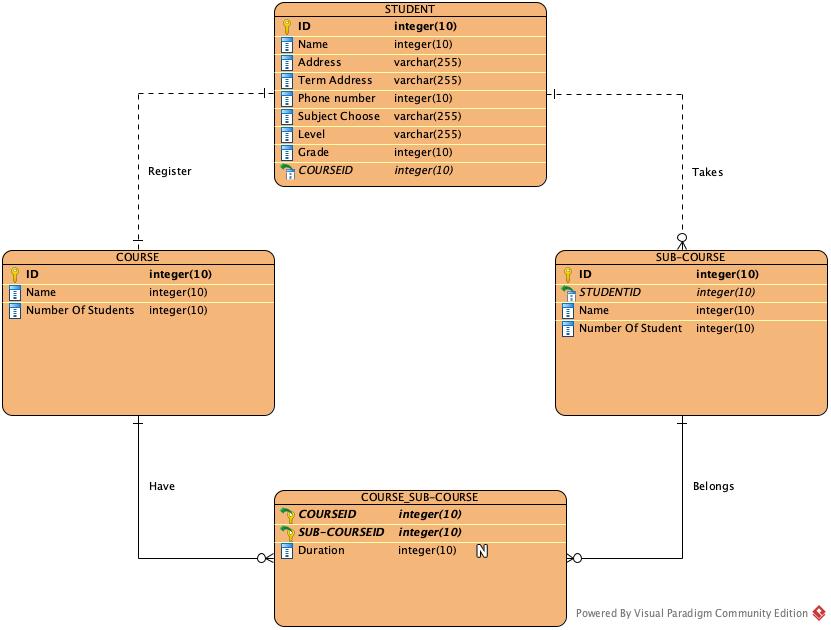 STUDENT
ID integer(10)
Name integer(10)
Address varchar(255)
Term Address varchar(255)
Phone number integer(10)
Subject Choose varchar(255)
Level varchar(255)
Grade integer(10)
COURSEID integer(10)
Register
Takes
COURSE
ID integer(10)
Name integer(10)
Number Of Students integer(10)
SUB-COURSE
ID integer(10)
STUDENTID integer(10)
Name integer(10)
Number Of Student integer(10)
Have
Belongs
COURSE_SUB-COURSE
COURSEID integer(10)
SUB-COURSEID integer(10)
Duration integer(10) N
Powered By Visual Paradigm Community Edition